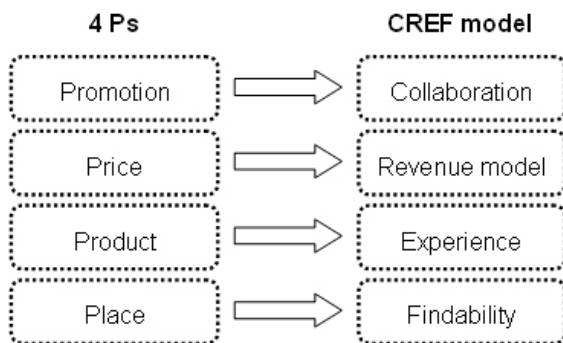 4 Ps CREF model
Promotion Collaboration
Price Revenue model
Product Experience
Place Findability